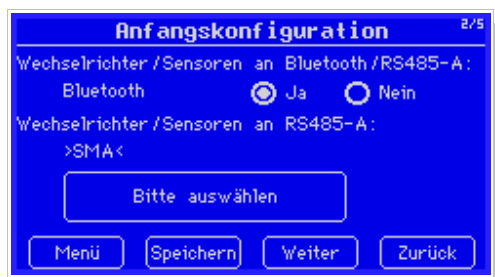 Anfangskonfiguration 2/5
Wechselrichter/Sensoren an Bluetooth/RS485-A:
Bluetooth Ja Nein
Wechselrichter/Sensoren an RS485-A:
>SMA<
Bitte auswählen
Menü Speichern Weiter Zurück